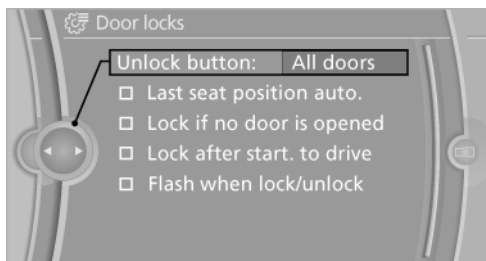 Door locks
Unlock button: All doors
Last seat position auto.
Lock if no door is opened
Lock after start. to drive
Flash when lock/unlock